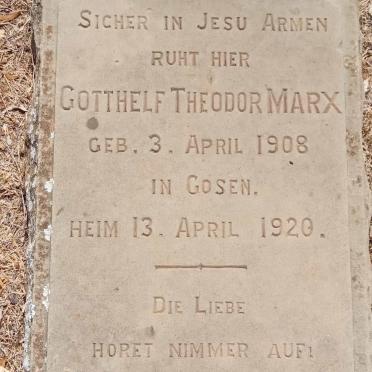 SICHER IN JESU ARMEN
RUHT HIER
GOTTHELF THEODOR MARX
GEB. 3. APRIL 1908
IN GOSEN.
HEIM 13. APRIL 1920.
DIE LIEBE
HÖRET NIMMER AUF!